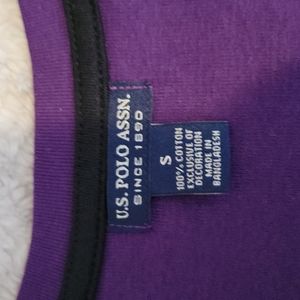 U.S. POLO ASSN.
SINCE 1890
S
100% COTTON
EXCLUSIVE OF
DECORATION
MADE IN
BANGLADESH